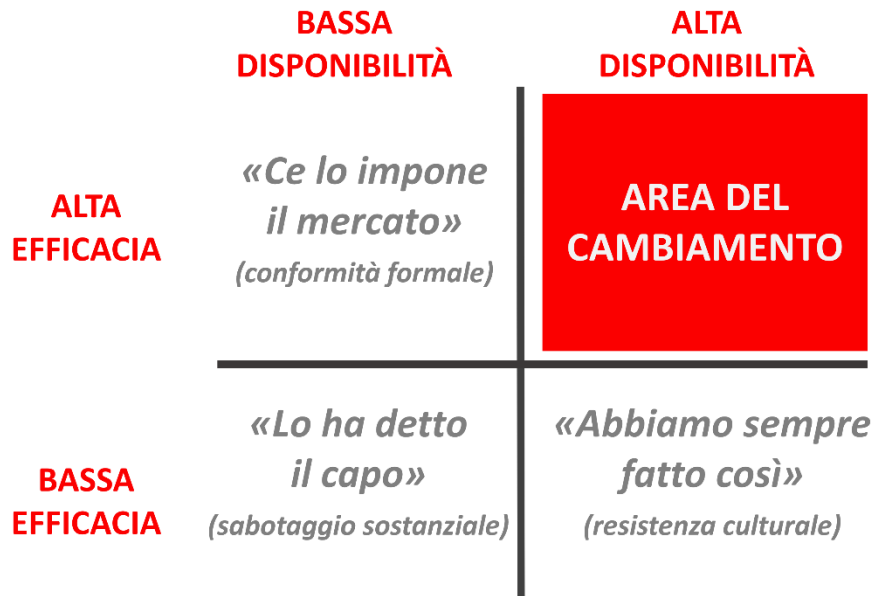 BASSA
DISPONIBILITÀ
ALTA
DISPONIBILITÀ
ALTA
EFFICACIA
«Ce lo impone
il mercato»
(conformità formale)
AREA DEL
CAMBIAMENTO
BASSA
EFFICACIA
«Lo ha detto
il capo»
(sabotaggio sostanziale)
«Abbiamo sempre
fatto così»
(resistenza culturale)